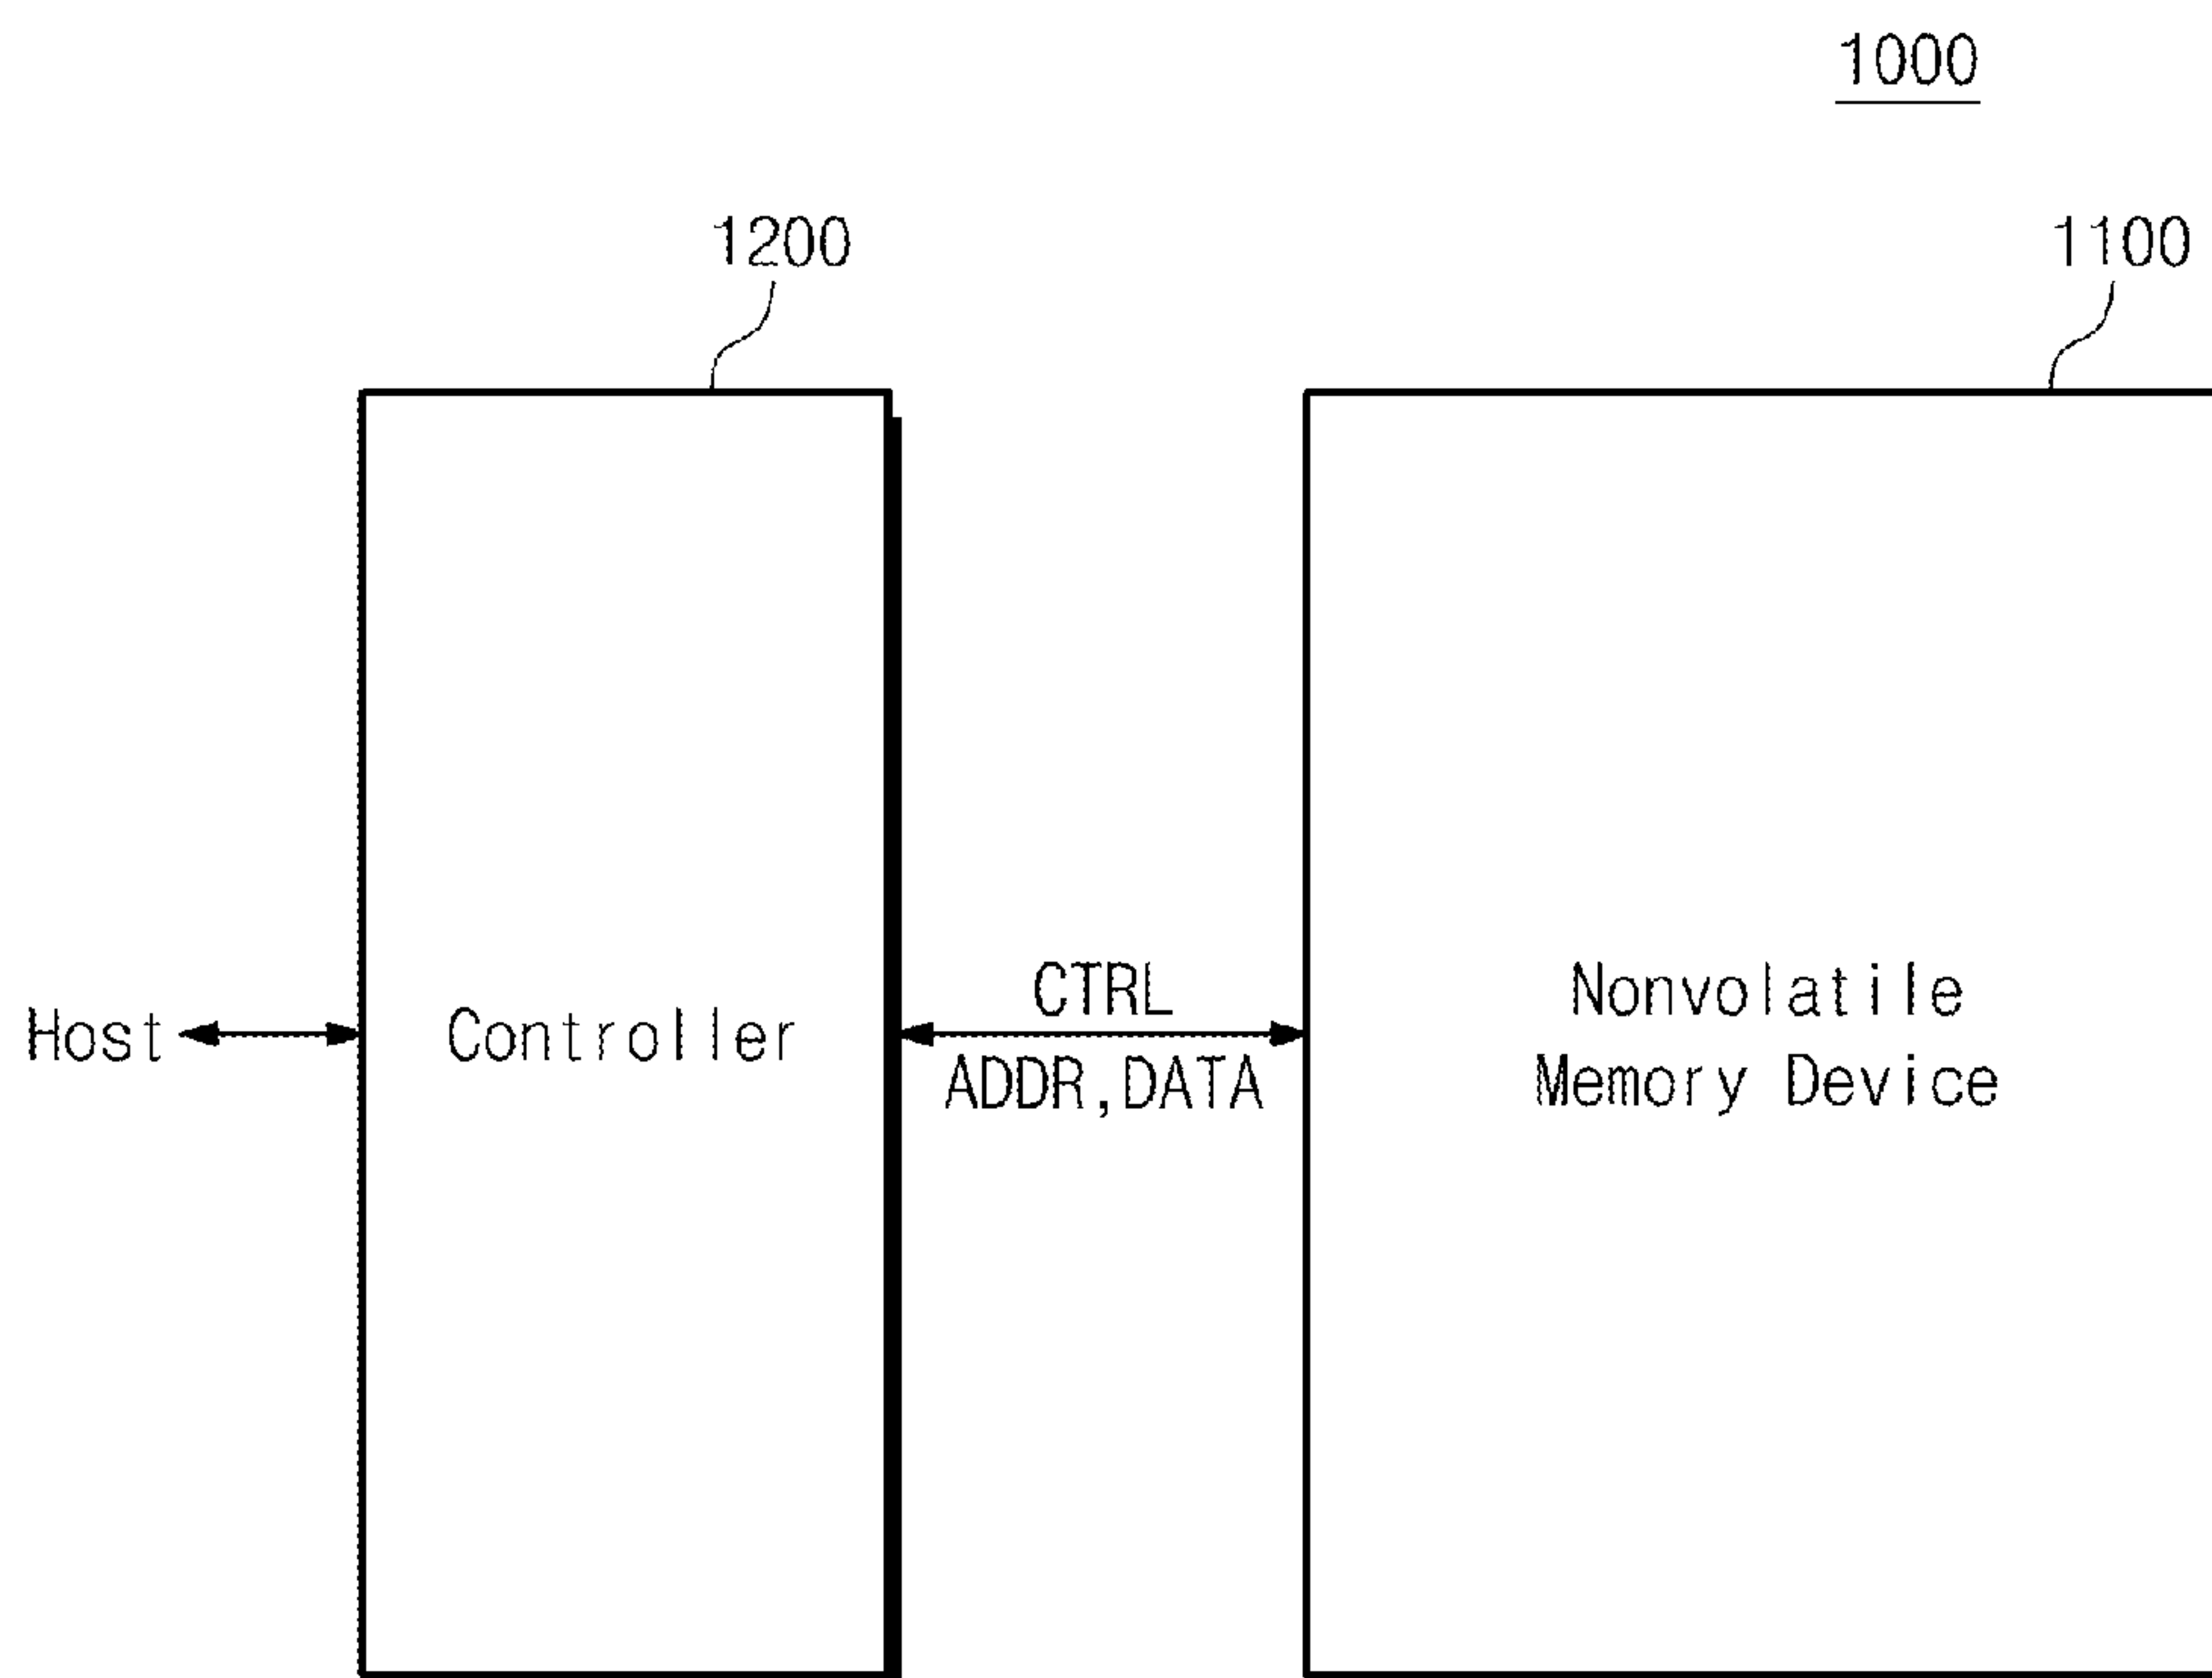 1000
1200
1100
Host
Controller
CTRL
ADDR,DATA
Nonvolatile
Memory Device